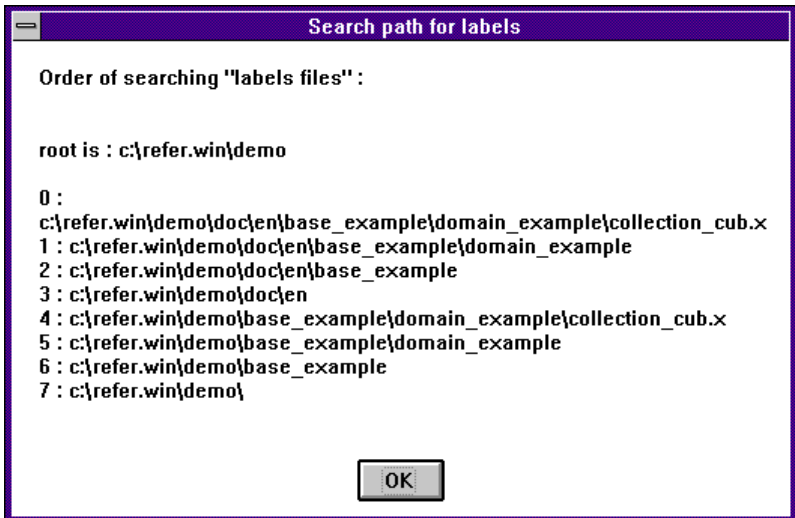 Search path for labels
Order of searching "labels files" :
root is : c:\refer.win\demo
0 :
c:\refer.win\demo\doc\en\base_example\domain_example\collection_cub.x
1 : c:\refer.win\demo\doc\en\base_example\domain_example
2 : c:\refer.win\demo\doc\en\base_example
3 : c:\refer.win\demo\doc\en
4 : c:\refer.win\demo\base_example\domain_example\collection_cub.x
5 : c:\refer.win\demo\base_example\domain_example
6 : c:\refer.win\demo\base_example
7 : c:\refer.win\demo\
OK